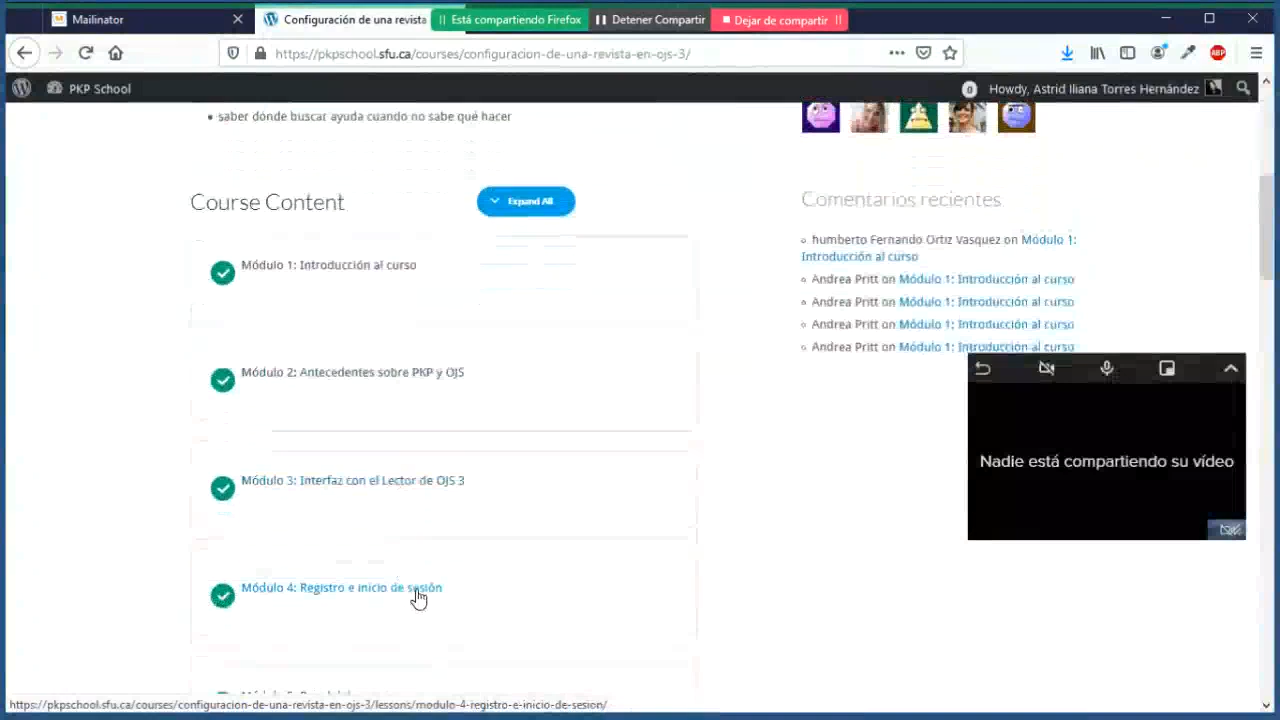 Mailinator
Configuración de una revista
Está compartiendo Firefox
Detener Compartir
Dejar de compartir
https://pkpschool.sfu.ca/courses/configuracion-de-una-revista-en-ojs-3/
ABP
PKP School
0
Howdy, Astrid Iliana Torres Hernández
saber dónde buscar ayuda cuando no sabe qué hacer
Course Content
Expand All
Módulo 1: Introducción al curso
Módulo 2: Antecedentes sobre PKP y OJS
Módulo 3: Interfaz con el Lector de OJS 3
Módulo 4: Registro e inicio de sesión
Comentarios recientes
humberto Fernando Ortiz Vasquez on Módulo 1:
Introducción al curso
Andrea Pritt on Módulo 1: Introducción al curso
Andrea Pritt on Módulo 1: Introducción al curso
Andrea Pritt on Módulo 1: Introducción al curso
Andrea Pritt on Módulo 1: Introducción al curso
Nadie está compartiendo su vídeo
https://pkpschool.sfu.ca/courses/configuracion-de-una-revista-en-ojs-3/lessons/modulo-4-registro-e-inicio-de-sesion/